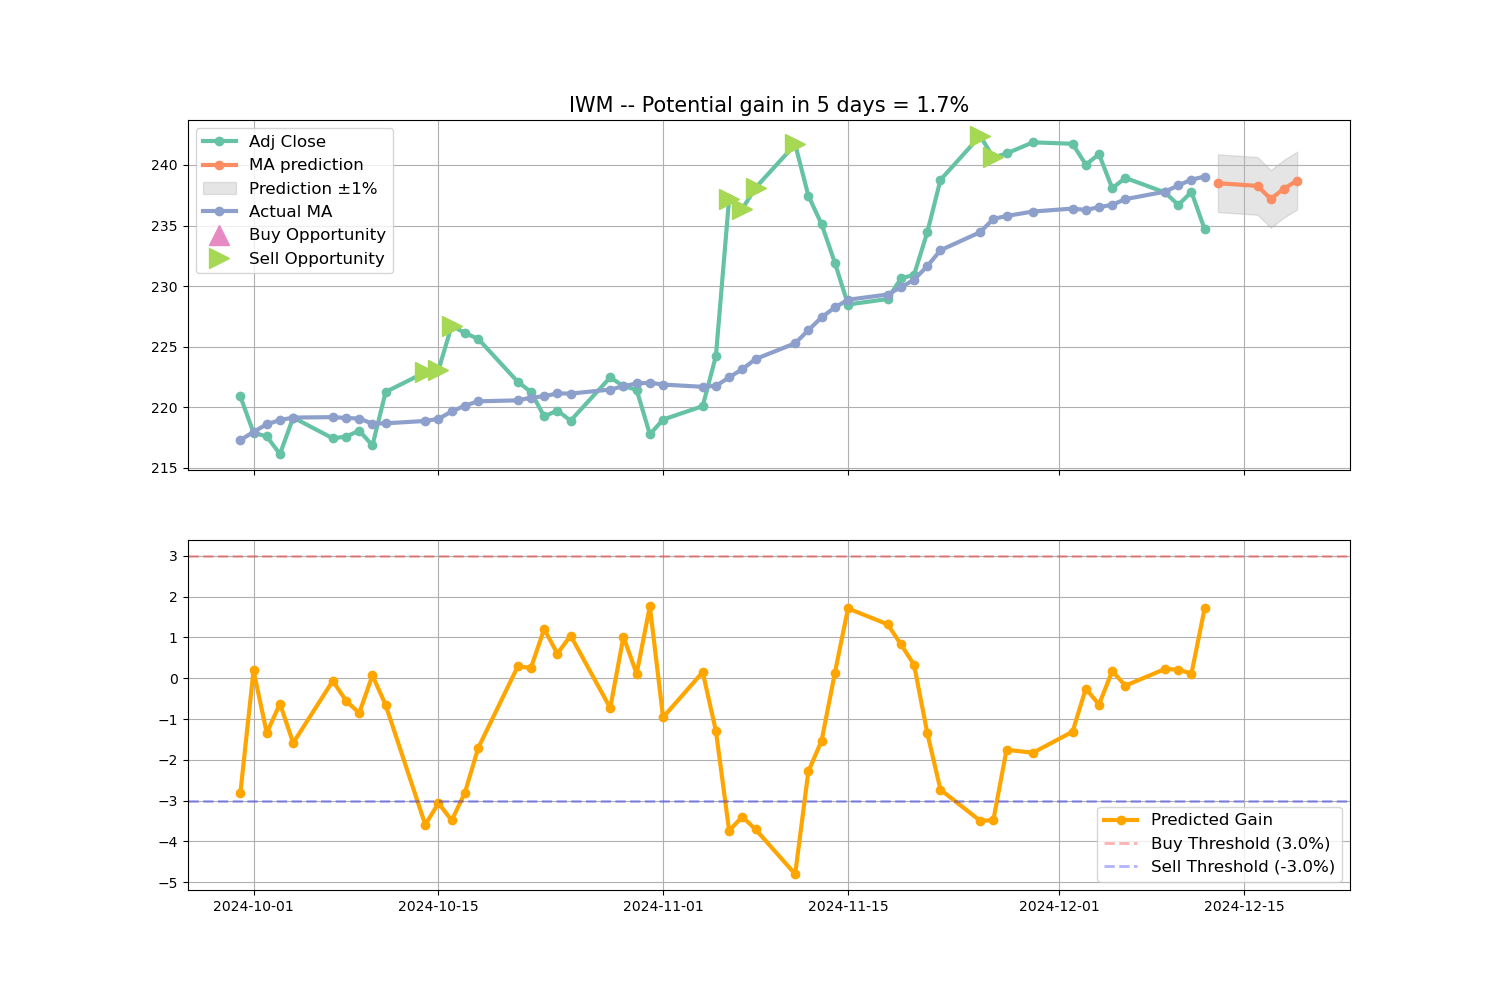 IWM -- Potential gain in 5 days = 1.7%
Adj Close
MA prediction
Prediction ±1%
Actual MA
Buy Opportunity
Sell Opportunity
240
235
230
225
220
215
3
2
1
0
−1
−2
−3
−4
−5
Predicted Gain
Buy Threshold (3.0%)
Sell Threshold (-3.0%)
2024-10-01
2024-10-15
2024-11-01
2024-11-15
2024-12-01
2024-12-15